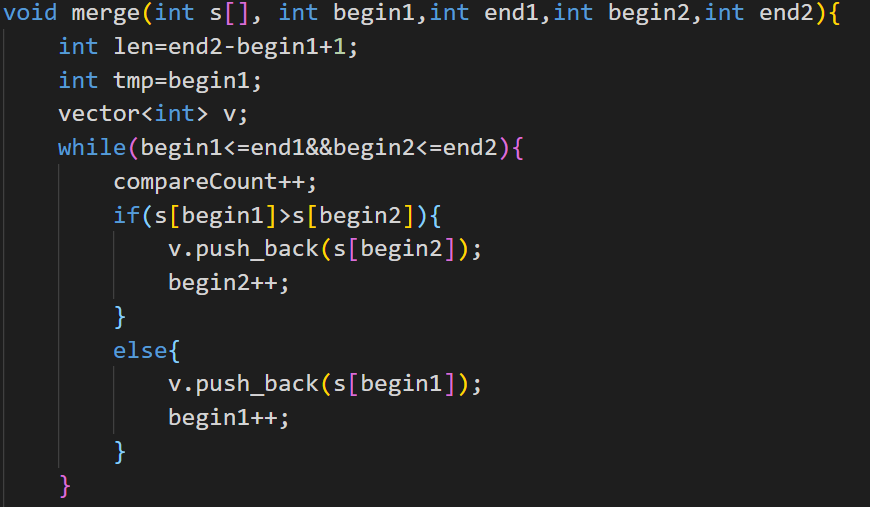 void merge(int s[], int begin1,int end1,int begin2,int end2){
    int len=end2-begin1+1;
    int tmp=begin1;
    vector<int> v;
    while(begin1<=end1&&begin2<=end2){
        compareCount++;
        if(s[begin1]>s[begin2]){
            v.push_back(s[begin2]);
            begin2++;
        }
        else{
            v.push_back(s[begin1]);
            begin1++;
        }
    }